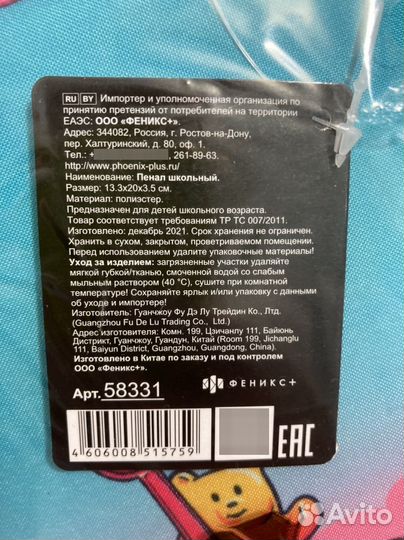 RU BY Импортер и уполномоченная организация по
принятию претензий от потребителей на территории
ЕАЭС: ООО «ФЕНИКС+».
Адрес: 344082, Россия, г. Ростов-на-Дону,
пер. Халтуринский, д. 80, оф. 1.
Тел.: +               , 261-89-63.
http://www.phoenix-plus.ru/
Наименование: Пенал школьный.
Размер: 13.3х20х3.5 см.
Материал: полиэстер.
Предназначен для детей школьного возраста.
Товар соответствует требованиям ТР ТС 007/2011.
Изготовлено: декабрь 2021. Срок хранения не ограничен.
Хранить в сухом, закрытом, проветриваемом помещении.
Перед использованием удалите упаковочные материалы!
Уход за изделием: загрязненные участки удаляйте
мягкой губкой/тканью, смоченной водой со слабым
мыльным раствором (40 °С), сушите при комнатной
температуре! Сохраняйте ярлык и/или упаковку с данными
об уходе и импортере!
Изготовитель: Гуанчжоу Фу Дэ Лу Трейдин Ко., Лтд.
(Guangzhou Fu De Lu Trading Co., Ltd.)
Адрес изготовителя: Комн. 199, Цзичанлу 111, Байюнь
Дистрикт, Гуанчжоу, Гуандун, Китай (Room 199, Jichanglu
111, Baiyun District, Guangzhou, Guangdong, China).
Изготовлено в Китае по заказу и под контролем
ООО «ФЕНИКС+».
Арт. 58331
ФЕНИКС+
4 606008 515759
EAC
Avito